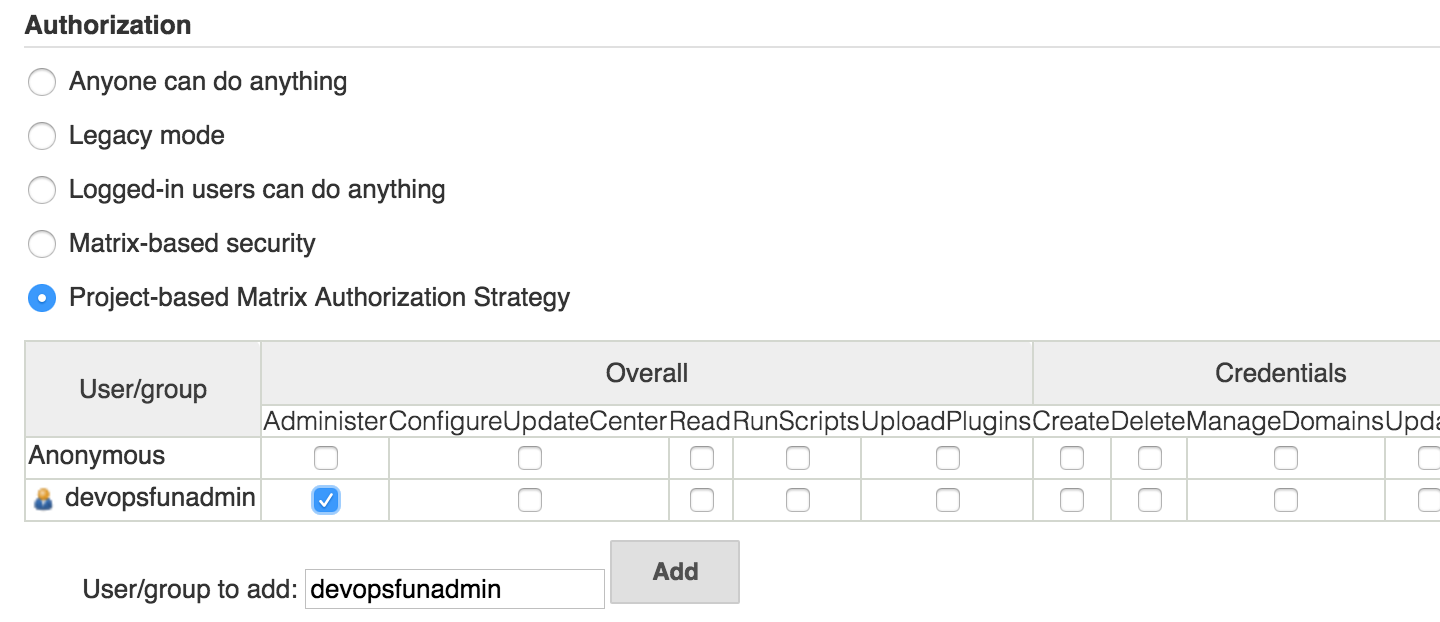 Authorization
Anyone can do anything
Legacy mode
Logged-in users can do anything
Matrix-based security
Project-based Matrix Authorization Strategy
User/group Overall Credentials
Administer ConfigureUpdateCenter Read RunScripts UploadPlugins Create Delete ManageDomains Upda
Anonymous
devopsfunadmin
User/group to add: devopsfunadmin Add